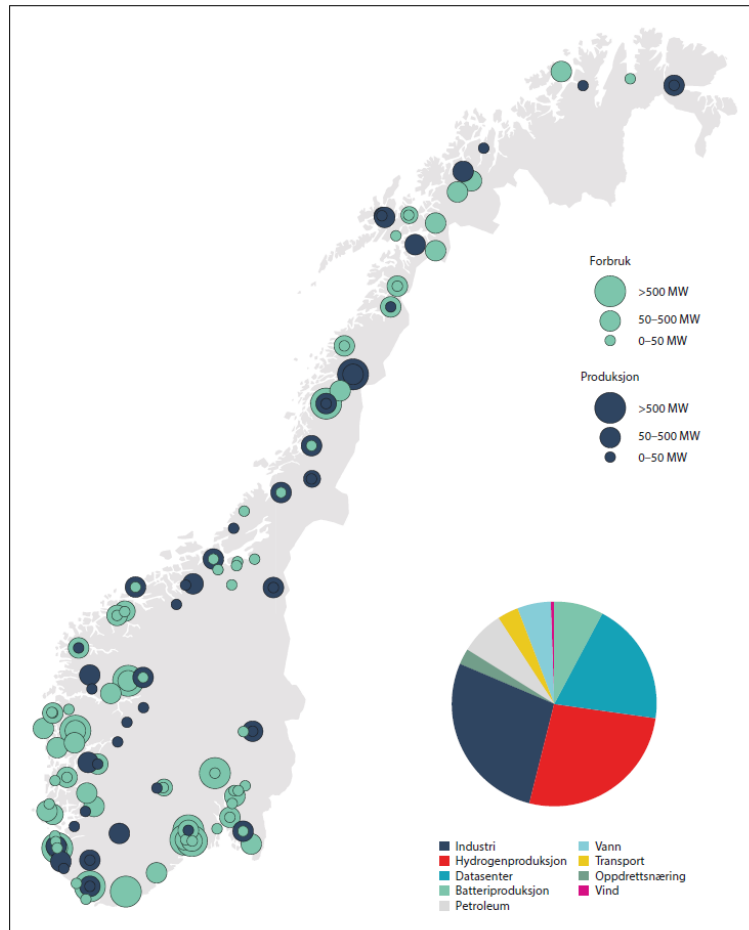 Forbruk
>500 MW
50–500 MW
0–50 MW
Produksjon
>500 MW
50–500 MW
0–50 MW
Industri
Hydrogenproduksjon
Datasenter
Batteriproduksjon
Petroleum
Vann
Transport
Oppdrettsnæring
Vind